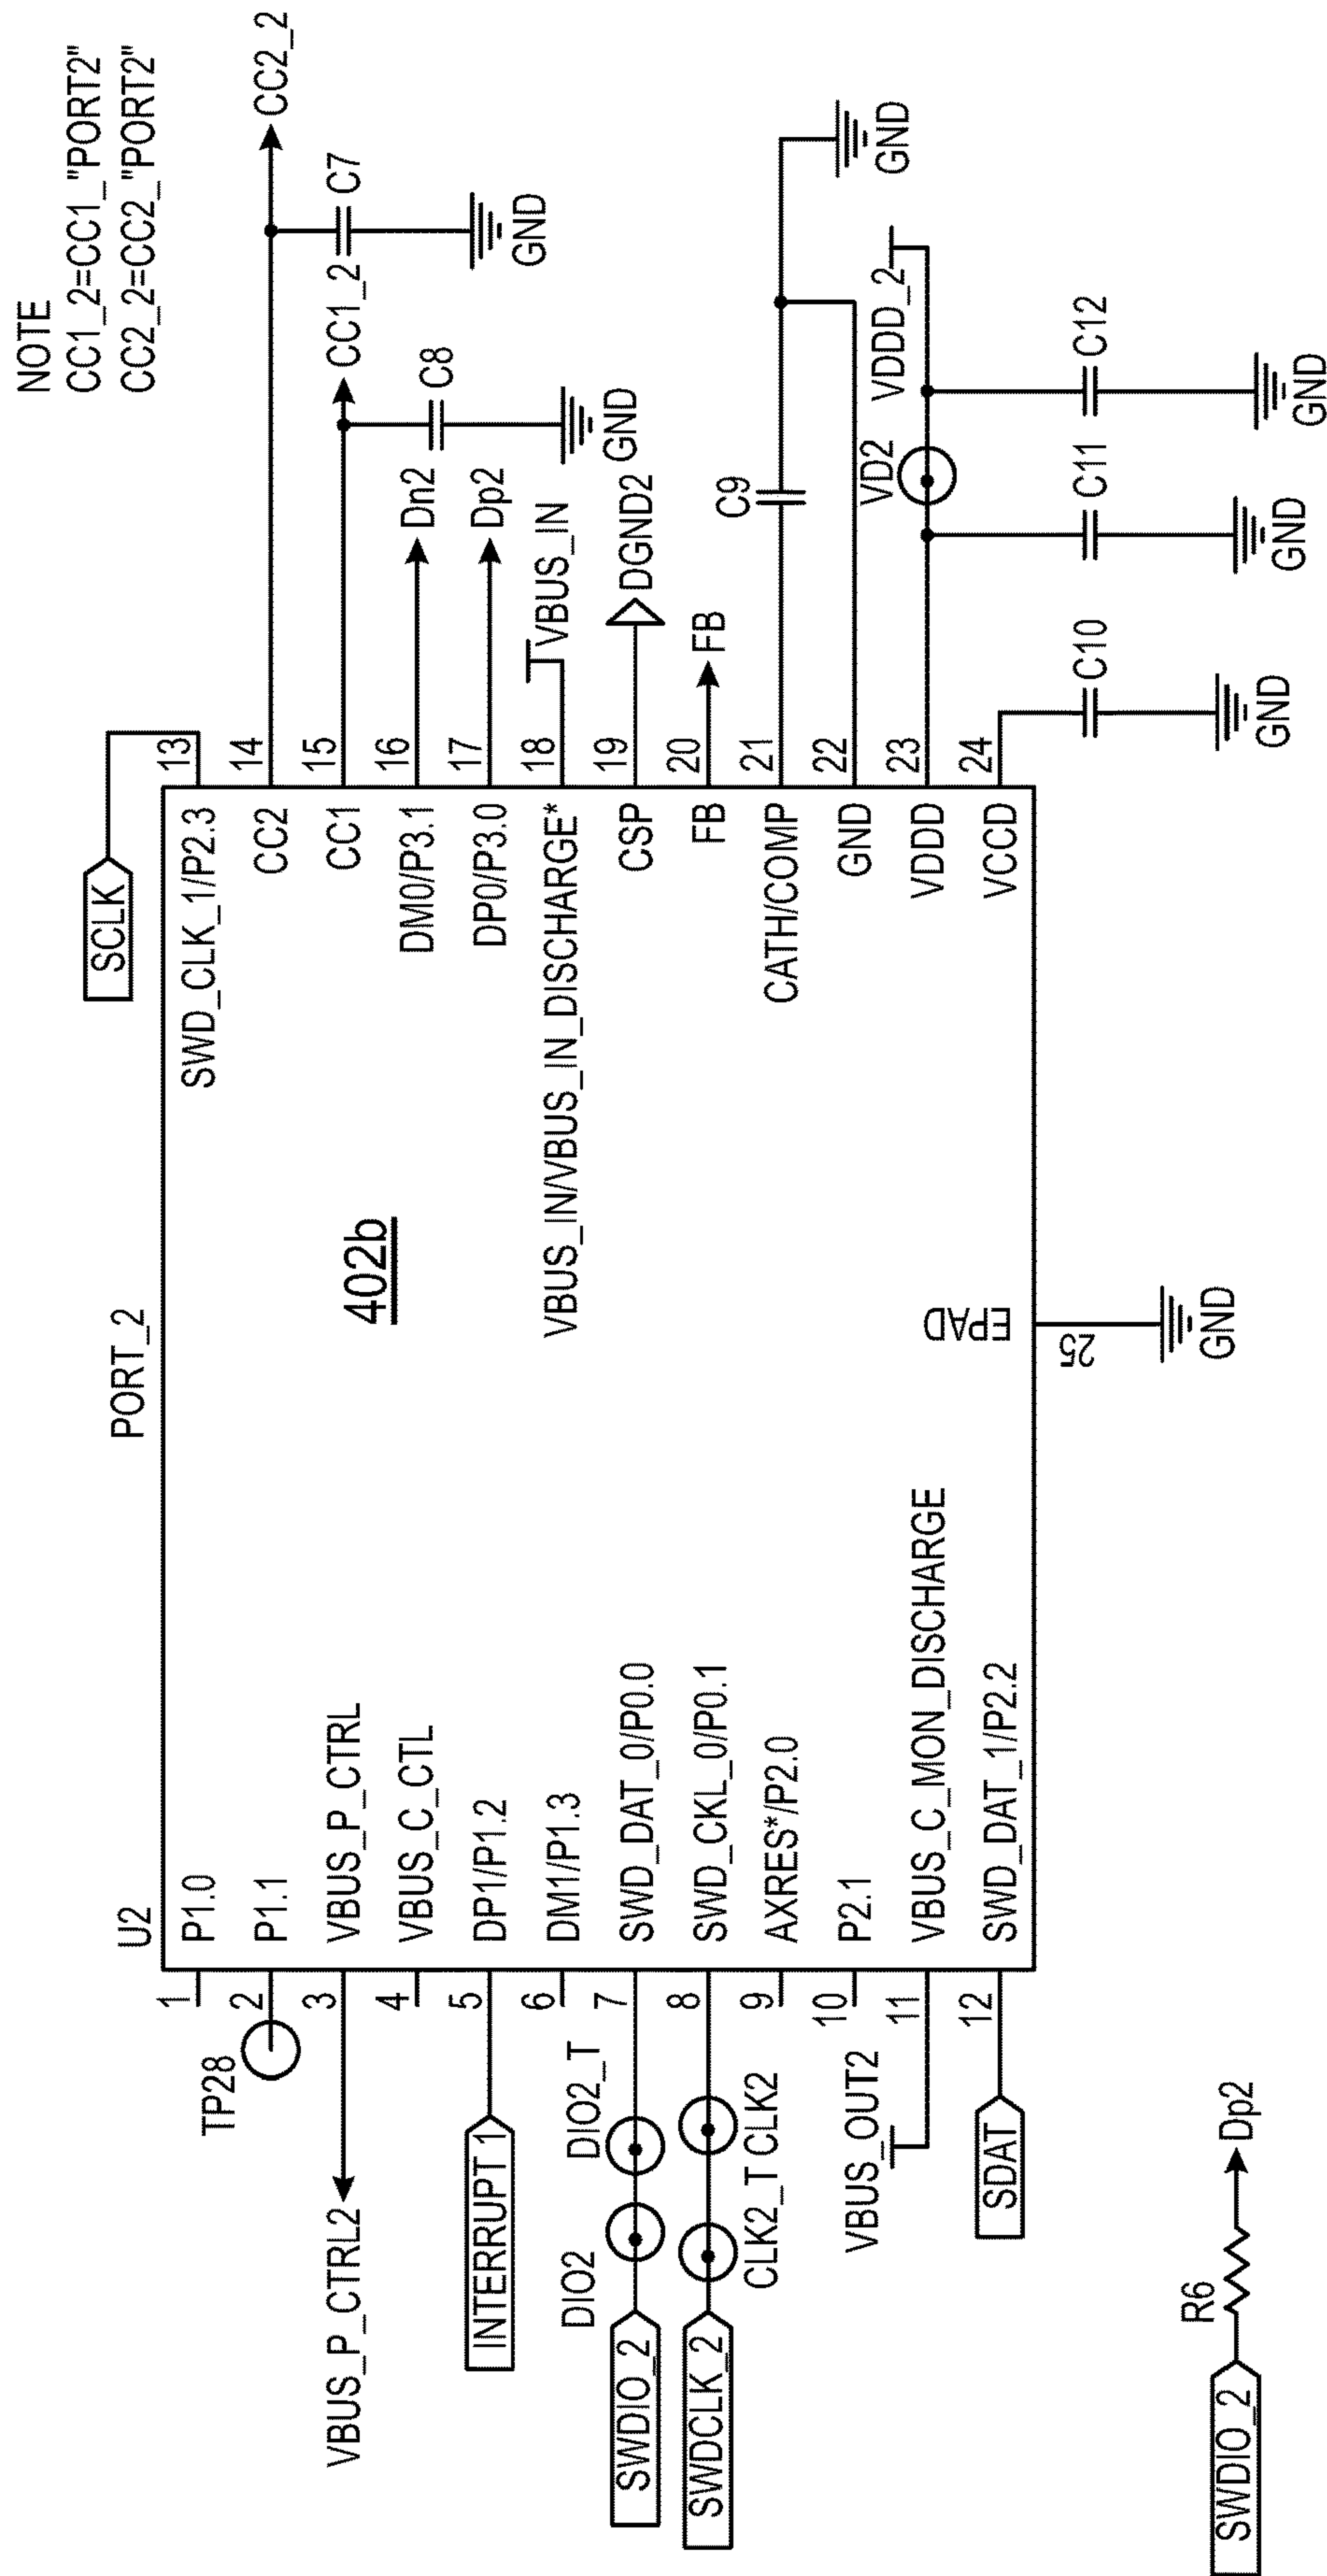 NOTE
CC1_2=CC1_"PORT2"
CC2_2=CC2_"PORT2"
PORT_2
U2
402b
TP28
VBUS_P_CTRL2
INTERRUPT 1
DIO2
DIO2_T
SWDIO_2
CLK2_T
CLK2
SWDCLK_2
VBUS_OUT2
SDAT
1
2
3
4
5
6
7
8
9
10
11
12
P1.0
P1.1
VBUS_P_CTRL
VBUS_C_CTL
DP1/P1.2
DM1/P1.3
SWD_DAT_0/P0.0
SWD_CKL_0/P0.1
AXRES*/P2.0
P2.1
VBUS_C_MON_DISCHARGE
SWD_DAT_1/P2.2
EPAD
25
GND
SWD_CLK_1/P2.3
CC2
CC1
DM0/P3.1
DP0/P3.0
VBUS_IN/VBUS_IN_DISCHARGE*
CSP
FB
CATH/COMP
GND
VDDD
VCCD
13
14
15
16
17
18
19
20
21
22
23
24
SCLK
CC2_2
C7
GND
CC1_2
C8
GND
Dn2
Dp2
VBUS_IN
DGND2
FB
C9
GND
VDDD_2
VD2
C10
GND
C11
GND
C12
GND
SWDIO_2
R6
Dp2